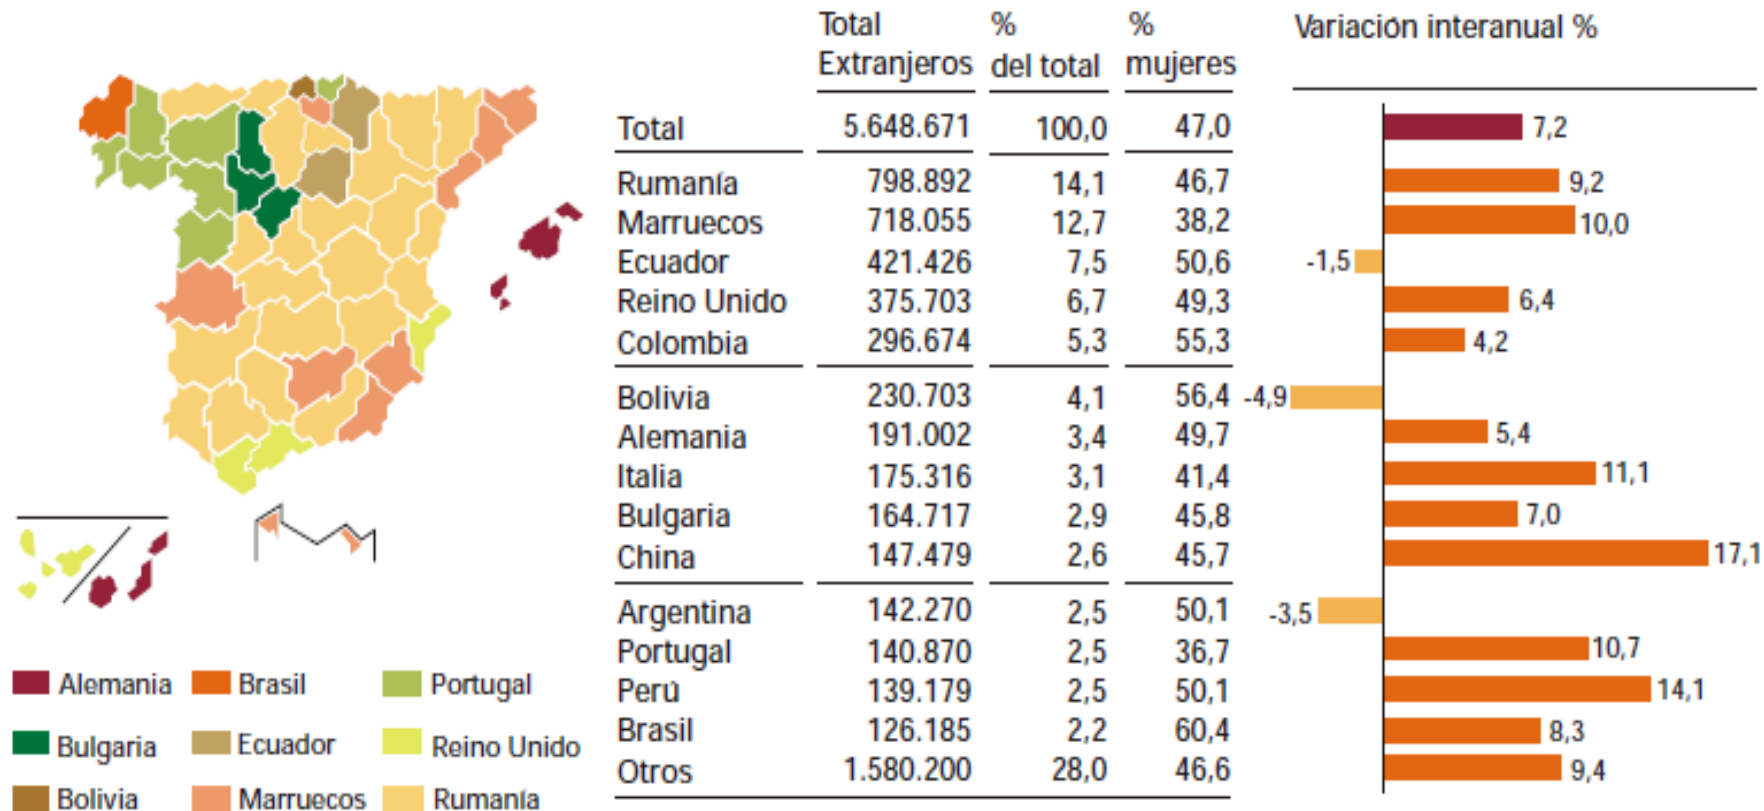 Total % % Variación interanual %
Extranjeros del total mujeres
Total 5.648.671 100,0 47,0 7,2
Rumanía 798.892 14,1 46,7 9,2
Marruecos 718.055 12,7 38,2 10,0
Ecuador 421.426 7,5 50,6 -1,5
Reino Unido 375.703 6,7 49,3 6,4
Colombia 296.674 5,3 55,3 4,2
Bolivia 230.703 4,1 56,4 -4,9
Alemania 191.002 3,4 49,7 5,4
Italia 175.316 3,1 41,4 11,1
Bulgaria 164.717 2,9 45,8 7,0
China 147.479 2,6 45,7 17,1
Argentina 142.270 2,5 50,1 -3,5
Portugal 140.870 2,5 36,7 10,7
Perú 139.179 2,5 50,1 14,1
Brasil 126.185 2,2 60,4 8,3
Otros 1.580.200 28,0 46,6 9,4
Alemania Brasil Portugal
Bulgaria Ecuador Reino Unido
Bolivia Marruecos Rumanía